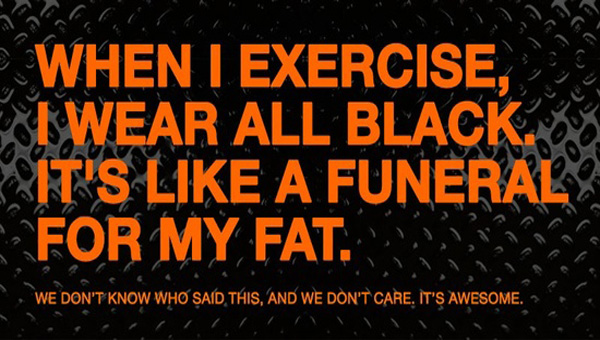 WHEN I EXERCISE,
I WEAR ALL BLACK.
IT'S LIKE A FUNERAL
FOR MY FAT.
WE DON'T KNOW WHO SAID THIS, AND WE DON'T CARE. IT'S AWESOME.